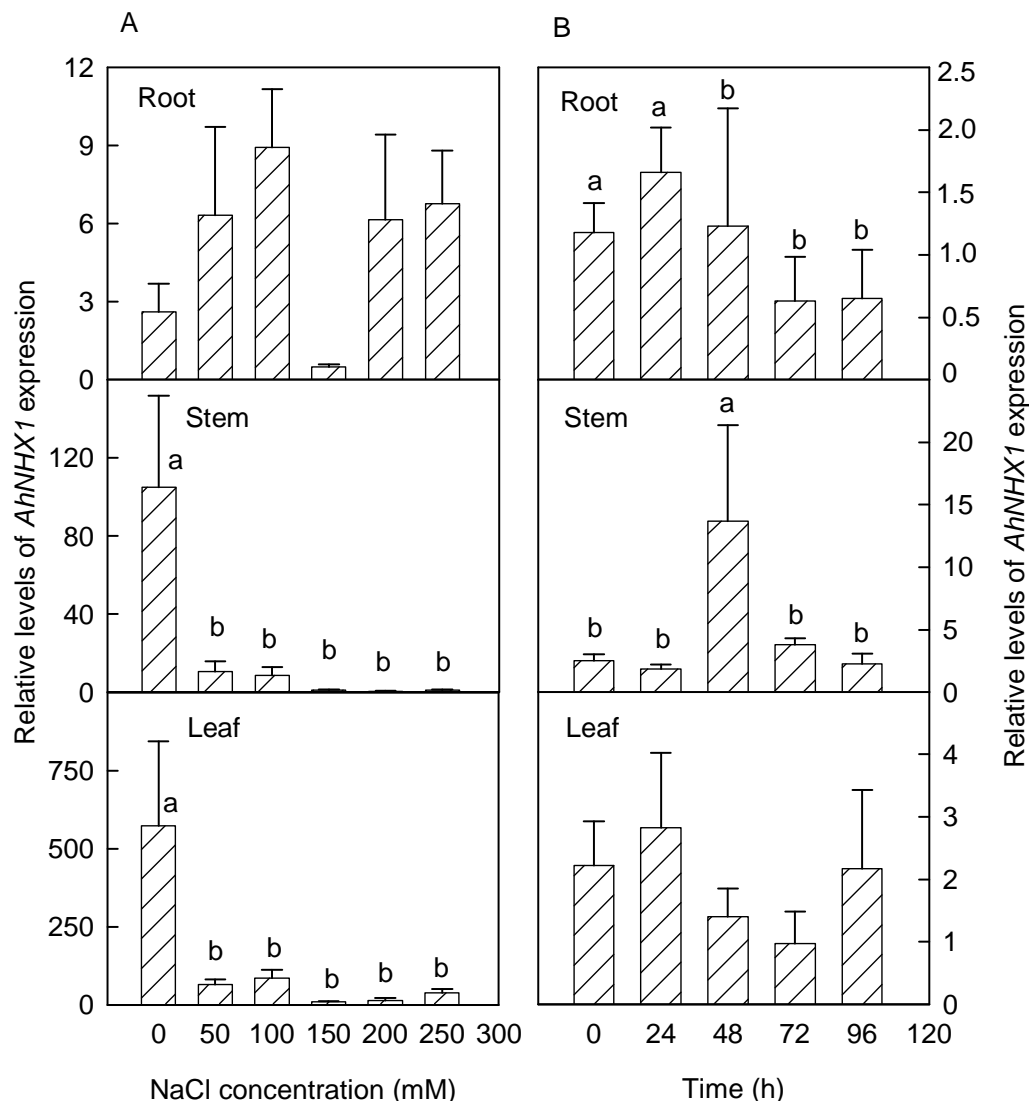 A
B
Relative levels of AhNHX1 expression
12
9
6
3
0
Root
Root
a
a
b
b
b
2.5
2.0
1.5
1.0
0.5
0
120
80
40
0
Stem
a
b
b
b
b
b
Stem
b
b
a
b
b
20
15
10
5
0
750
500
250
0
Leaf
a
b
b
b
b
b
Leaf
4
3
2
1
0
Relative levels of AhNHX1 expression
0 50 100 150 200 250 300
NaCl concentration (mM)
0 24 48 72 96 120
Time (h)